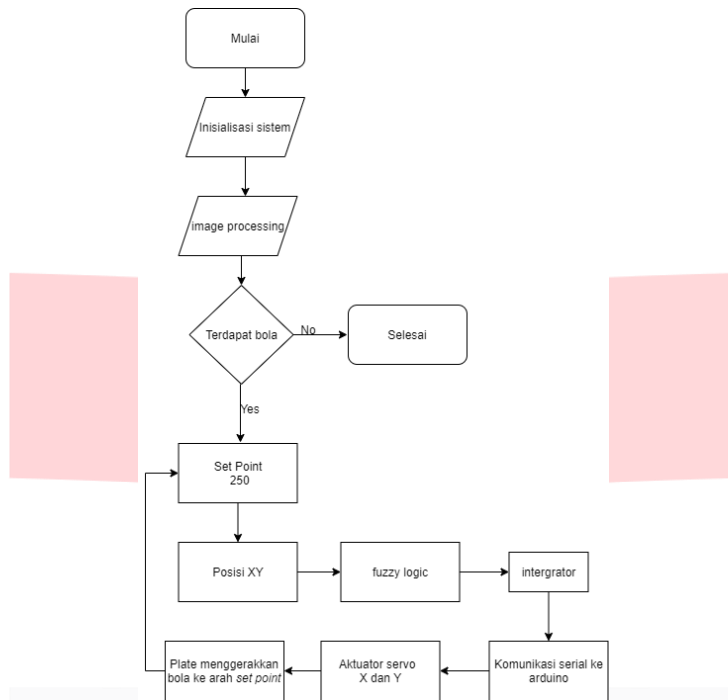 Mulai
Inisialisasi sistem
image processing
Terdapat bola
No
Selesai
Yes
Set Point
250
Posisi XY
fuzzy logic
intergrator
Komunikasi serial ke
arduino
Aktuator servo
X dan Y
Plate menggerakkan
bola ke arah set point